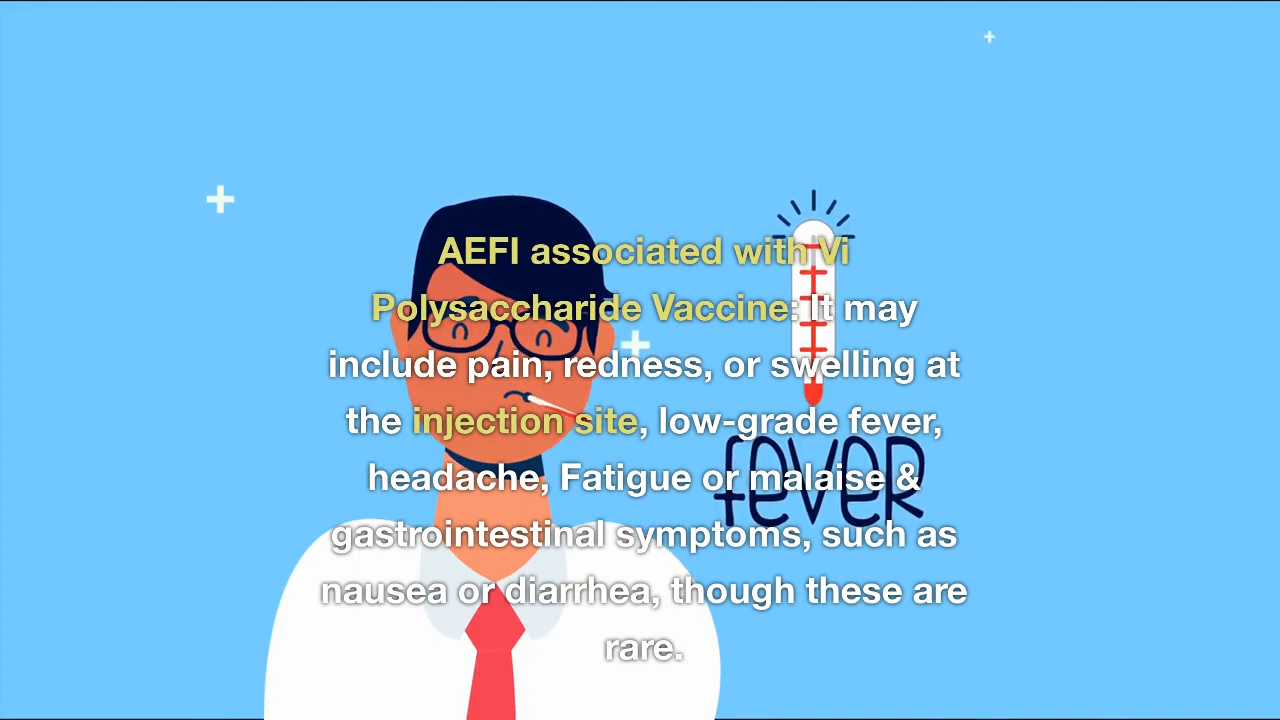 AEFI associated with Vi
Polysaccharide Vaccine: It may
include pain, redness, or swelling at
the injection site, low-grade fever,
headache, Fatigue or malaise &
gastrointestinal symptoms, such as
nausea or diarrhea, though these are
rare.
fever